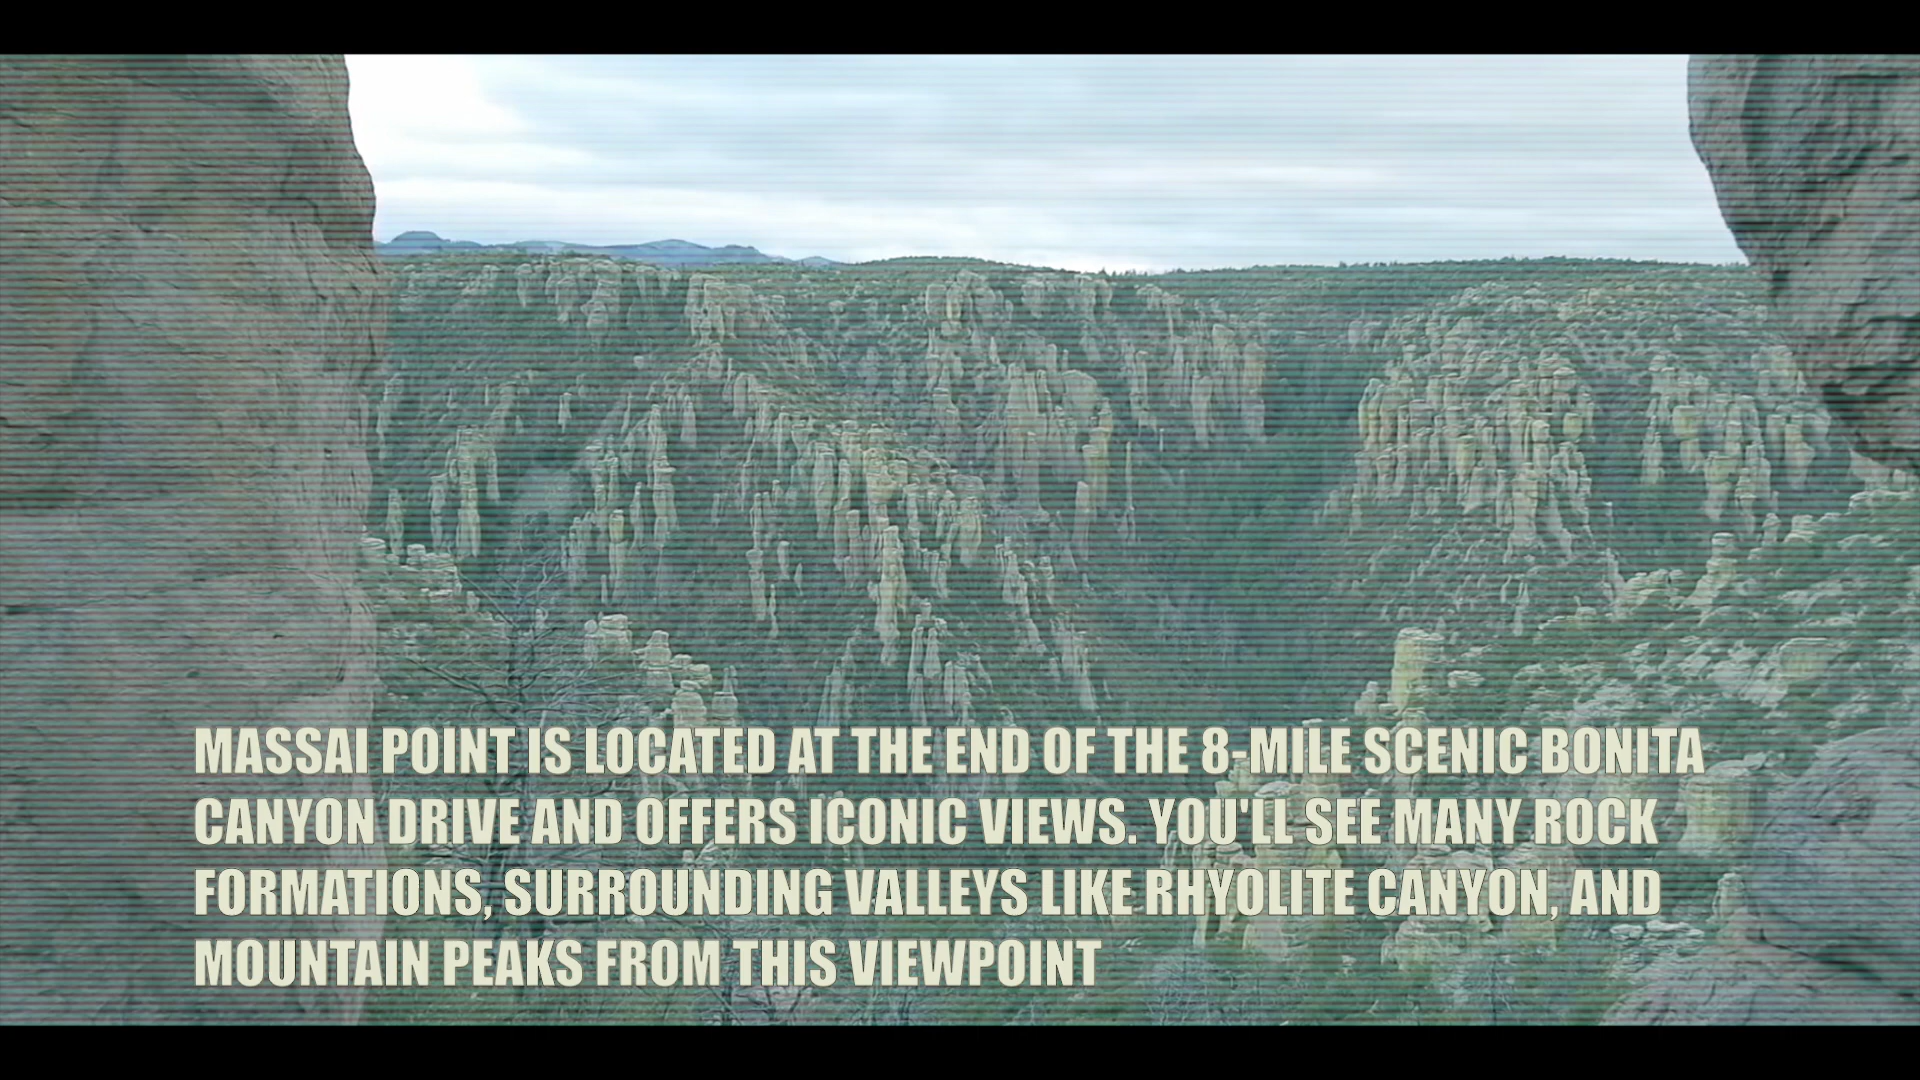 MASSAI POINT IS LOCATED AT THE END OF THE 8-MILE SCENIC BONITA
CANYON DRIVE AND OFFERS ICONIC VIEWS. YOU'LL SEE MANY ROCK
FORMATIONS, SURROUNDING VALLEYS LIKE RHYOLITE CANYON, AND
MOUNTAIN PEAKS FROM THIS VIEWPOINT